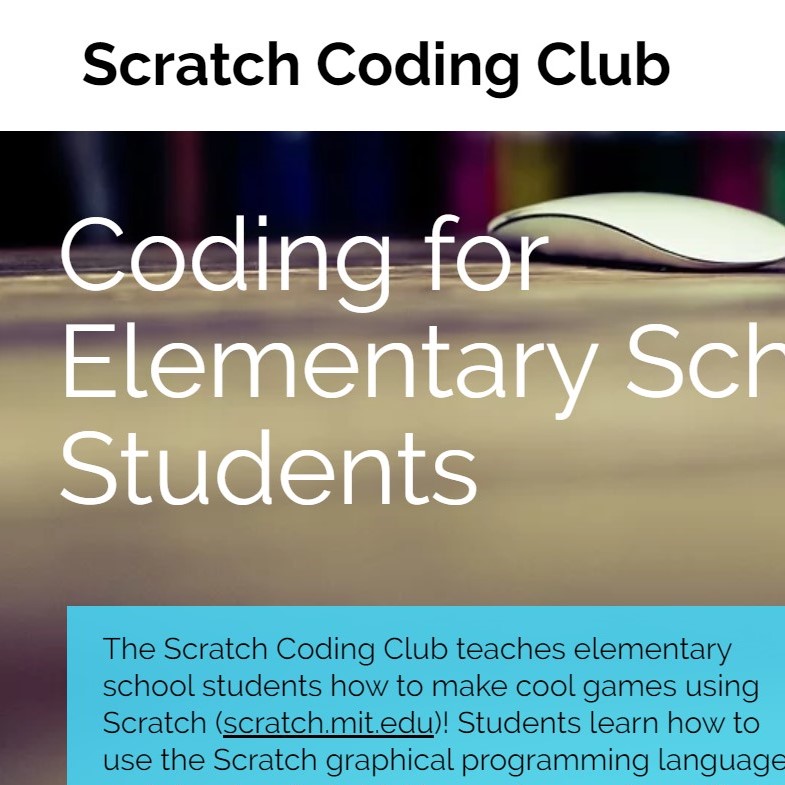 Scratch Coding Club
Coding for
Elementary Sch
Students
The Scratch Coding Club teaches elementary
school students how to make cool games using
Scratch (scratch.mit.edu)! Students learn how to
use the Scratch graphical programming language